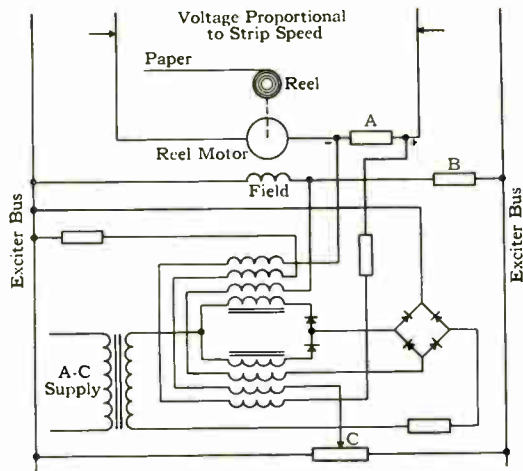 Voltage Proportional
to Strip Speed
Paper
Reel
A
Reel Motor
- +
B
Field
Exciter Bus
Exciter Bus
A-C
Supply
C